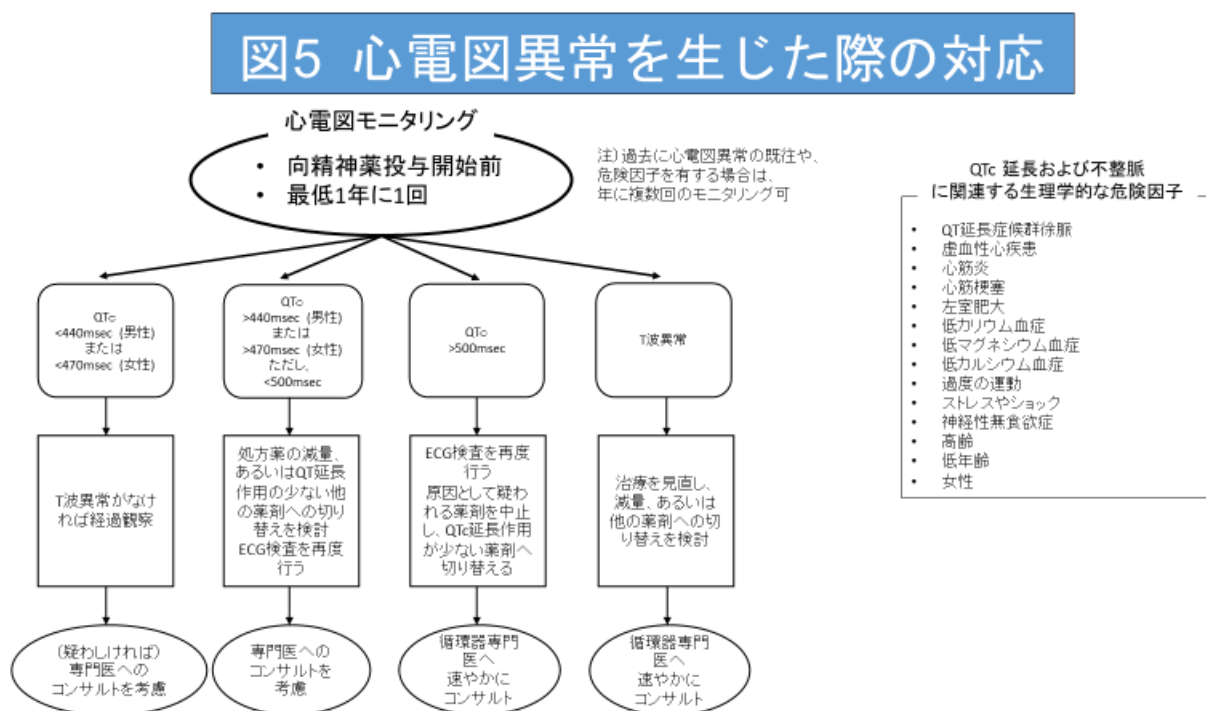 図5 心電図異常を生じた際の対応
心電図モニタリング
• 向精神薬投与開始前
• 最低1年に1回
注) 過去に心電図異常の既往や、
危険因子を有する場合は、
年に複数回のモニタリング可
QTc
<440msec (男性)
または
<470msec (女性)
QTc
>440msec (男性)
または
>470msec (女性)
ただし、
<500msec
QTc
>500msec
T波異常
T波異常がなけ
れば経過観察
処方薬の減量、
あるいはQT延長
作用の少ない他
の薬剤への切り
替えを検討
ECG検査を再度
行う
ECG検査を再度
行う
原因として疑わ
れる薬剤を中止
し、QTc延長作用
が少ない薬剤へ
切り替える
治療を見直し、
減量、あるいは
他の薬剤への切
り替えを検討
(疑わしければ)
専門医への
コンサルトを考慮
専門医への
コンサルトを
考慮
循環器専門
医へ
速やかに
コンサルト
循環器専門
医へ
速やかに
コンサルト
QTc 延長および不整脈
に関連する生理学的な危険因子
• QT延長症候群徐脈
• 虚血性心疾患
• 心筋炎
• 心筋梗塞
• 左室肥大
• 低カリウム血症
• 低マグネシウム血症
• 低カルシウム血症
• 過度の運動
• ストレスやショック
• 神経性無食欲症
• 高齢
• 低年齢
• 女性